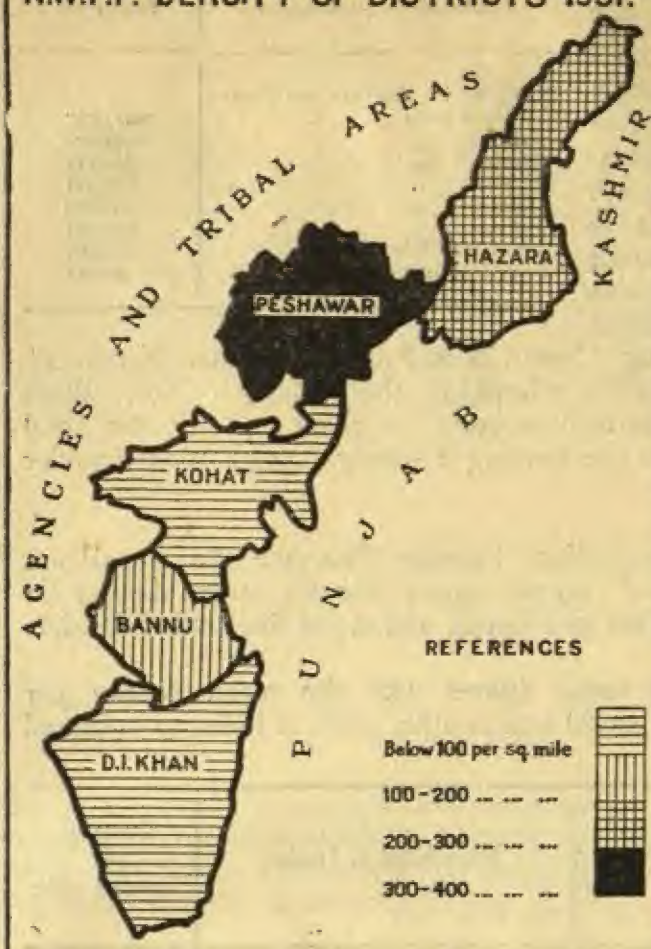 N.W.F.P. DENSITY OF DISTRICTS 1931.
AGENCIES AND TRIBAL AREAS
KASHMIR
HAZARA
PESHAWAR
KOHAT
PUNJAB
BANNU
D.I.KHAN
REFERENCES
Below 100 per sq. mile
100-200 ... ... ...
200-300 ... ... ...
300-400 ... ... ...